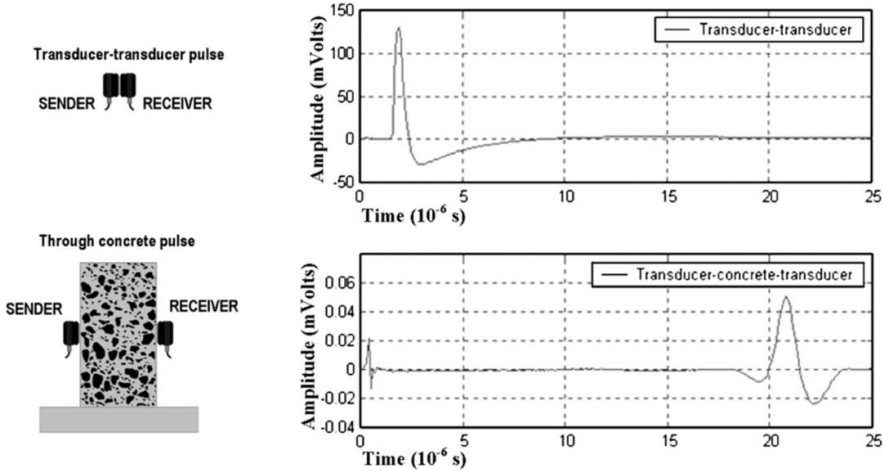 Transducer-transducer pulse
SENDER RECEIVER
150
100
50
0
-50
Amplitude (mVolts)
Transducer-transducer
0 5 10 15 20 25
Time (10⁻⁶ s)
Through concrete pulse
SENDER RECEIVER
0.06
0.04
0.02
0
-0.02
-0.04
Amplitude (mVolts)
Transducer-concrete-transducer
0 5 10 15 20 25
Time (10⁻⁶ s)